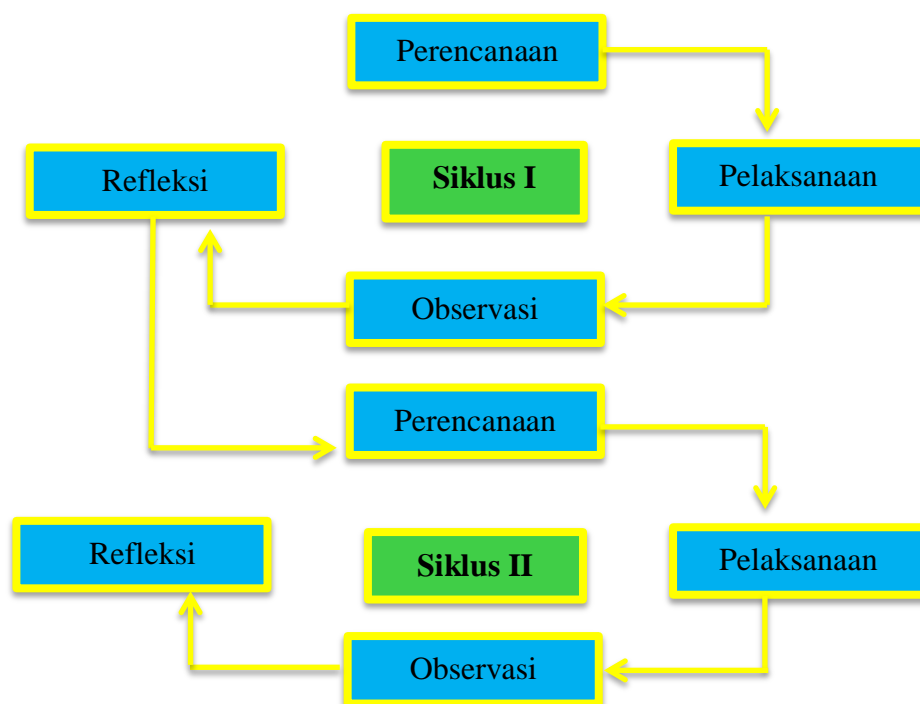 Perencanaan
Refleksi
Siklus I
Pelaksanaan
Observasi
Perencanaan
Refleksi
Siklus II
Pelaksanaan
Observasi